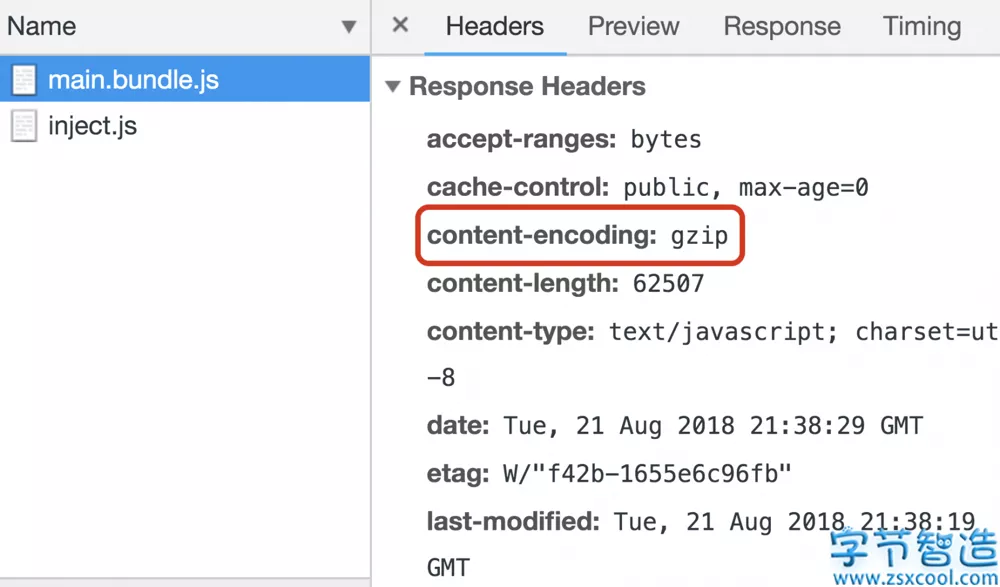 Name
Headers Preview Response Timing
main.bundle.js
inject.js
Response Headers
accept-ranges: bytes
cache-control: public, max-age=0
content-encoding: gzip
content-length: 62507
content-type: text/javascript; charset=ut
-8
date: Tue, 21 Aug 2018 21:38:29 GMT
etag: W/"f42b-1655e6c96fb"
last-modified: Tue, 21 Aug 2018 21:38:19
GMT
字节智造
www.zsxcool.com